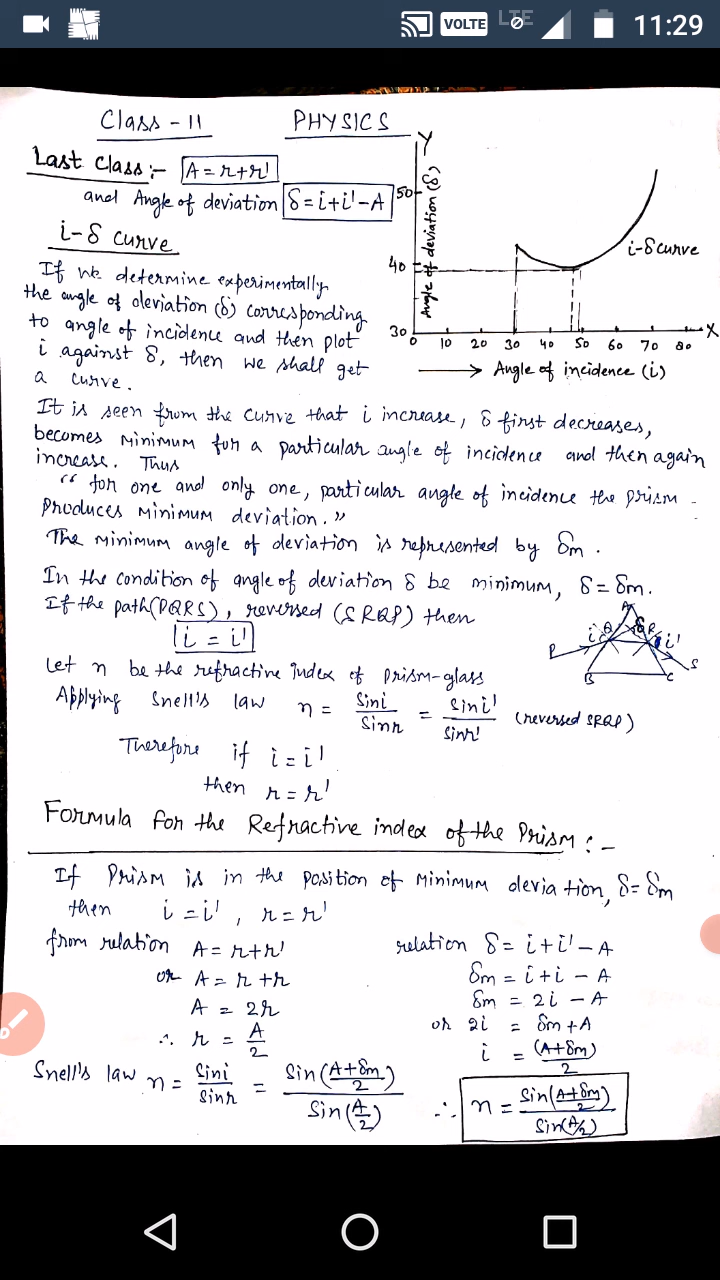 VOLTE LTE 11:29
Class - 11 PHYSICS
Last class :- A = r + r'
and Angle of deviation δ = i + i' - A
i-δ curve
If we determine experimentally
the angle of deviation (δ) corresponding
to angle of incidence and then plot
i against δ, then we shall get
a curve.
Y
Angle of deviation (δ)
50
40
30
0 10 20 30 40 50 60 70 80 X
i-δ curve
→ Angle of incidence (i)
It is seen from the curve that i increase, δ first decreases,
becomes minimum for a particular angle of incidence and then again
increase. Thus
“ for one and only one, particular angle of incidence the prism -
produces minimum deviation.”
The minimum angle of deviation is represented by δm.
In the condition of angle of deviation δ be minimum, δ = δm.
If the path (PQRS), reversed (SRQP) then
i = i'
A
i Q δ R i'
P S
B C
Let n be the refractive index of prism-glass
Applying Snell's law n = Sini / Sinr = Sini' / Sinr' (reversed SRQP)
Therefore if i = i'
then r = r'
Formula for the Refractive index of the Prism :-
If Prism is in the position of minimum devia tion, δ = δm
then i = i', r = r'
from relation A = r + r'
or A = r + r
A = 2r
∴ r = A / 2
relation δ = i + i' - A
δm = i + i - A
δm = 2i - A
or 2i = δm + A
i = (A + δm) / 2
Snell's law n = Sini / Sinr = Sin((A + δm) / 2) / Sin(A / 2)
∴ n = Sin((A + δm) / 2) / Sin(A/2)